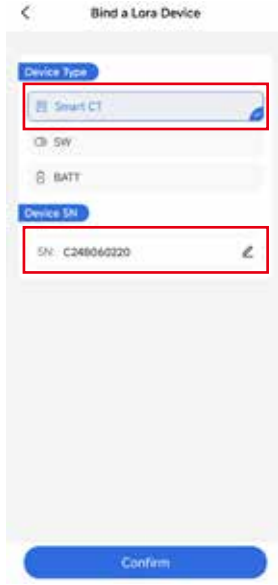 Bind a Lora Device
Device Type
Smart CT
SW
BATT
Device SN
SN: C248060220
Confirm